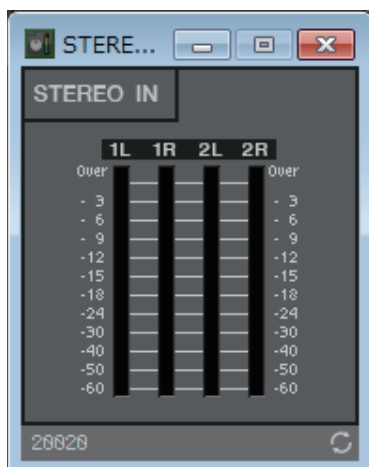 STERE...
STEREO IN
1L 1R 2L 2R
Over Over
- 3 - 3
- 6 - 6
- 9 - 9
-12 -12
-15 -15
-18 -18
-24 -24
-30 -30
-40 -40
-50 -50
-60 -60
20020